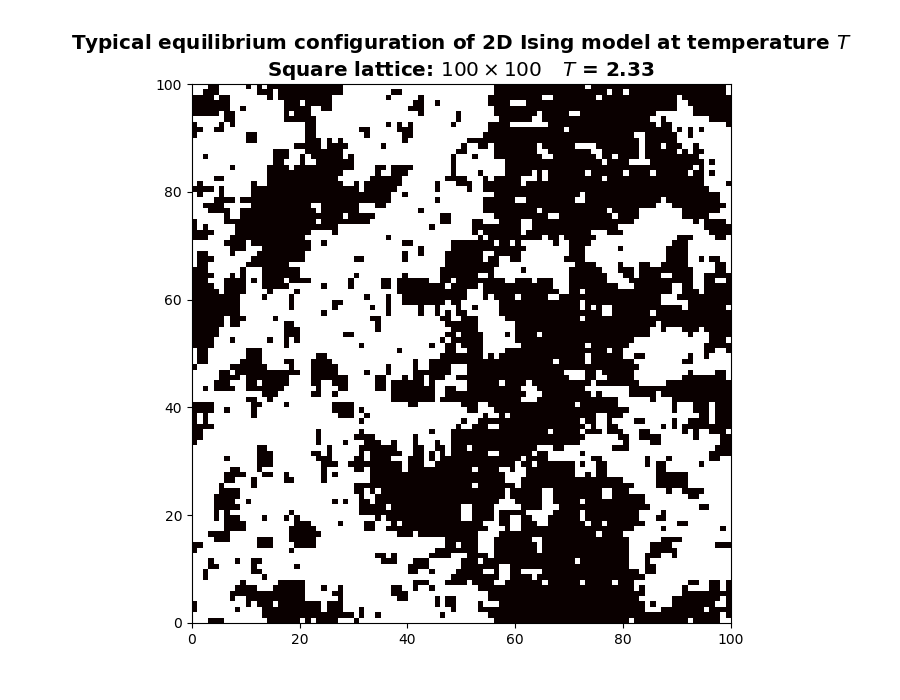 Typical equilibrium configuration of 2D Ising model at temperature T
Square lattice: 100 × 100 T = 2.33
100
80
60
40
20
0
0 20 40 60 80 100